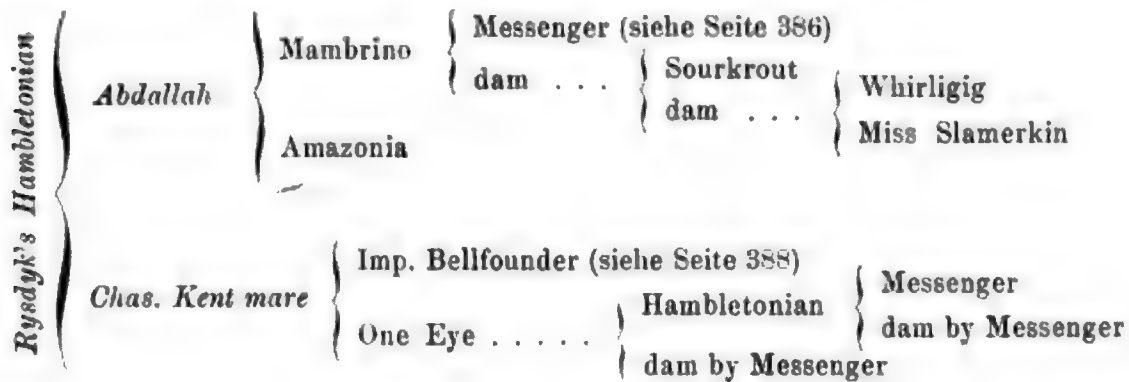 Rysdyk's Hambletonian
Abdallah
Mambrino
Messenger (siehe Seite 386)
dam . . .
Sourkrout
dam . . .
Whirligig
Miss Slamerkin
Amazonia
Chas. Kent mare
Imp. Bellfounder (siehe Seite 388)
One Eye . . . . .
Hambletonian
Messenger
dam by Messenger
dam by Messenger